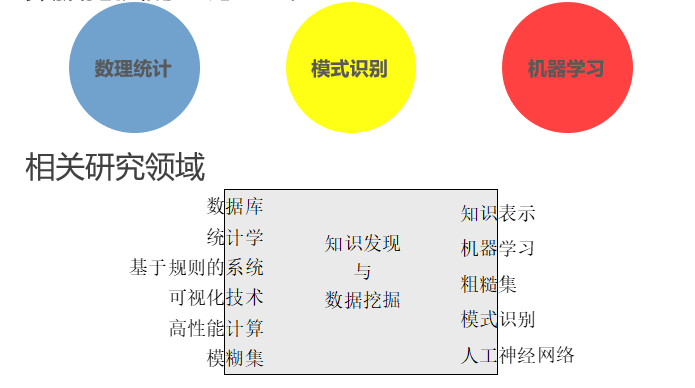 数理统计
模式识别
机器学习
相关研究领域
数据库
统计学
基于规则的系统
可视化技术
高性能计算
模糊集
知识发现
与
数据挖掘
知识表示
机器学习
粗糙集
模式识别
人工神经网络